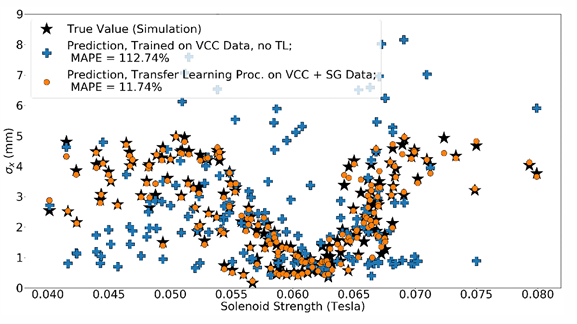 9
8
7
6
5
4
3
2
1
0
σx (mm)
True Value (Simulation)
Prediction, Trained on VCC Data, no TL;
MAPE = 112.74%
Prediction, Transfer Learning Proc. on VCC + SG Data;
MAPE = 11.74%
0.040 0.045 0.050 0.055 0.060 0.065 0.070 0.075 0.080
Solenoid Strength (Tesla)